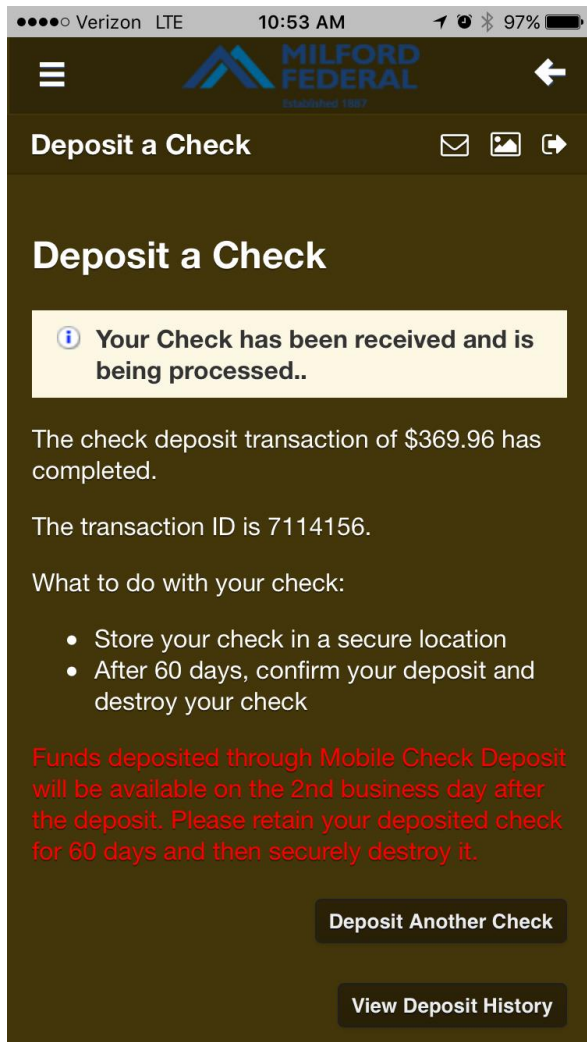 Verizon LTE 10:53 AM 97%
MILFORD
FEDERAL
Established 1887
Deposit a Check
Deposit a Check
Your Check has been received and is
being processed..
The check deposit transaction of $369.96 has
completed.
The transaction ID is 7114156.
What to do with your check:
• Store your check in a secure location
• After 60 days, confirm your deposit and
destroy your check
Funds deposited through Mobile Check Deposit
will be available on the 2nd business day after
the deposit. Please retain your deposited check
for 60 days and then securely destroy it.
Deposit Another Check
View Deposit History